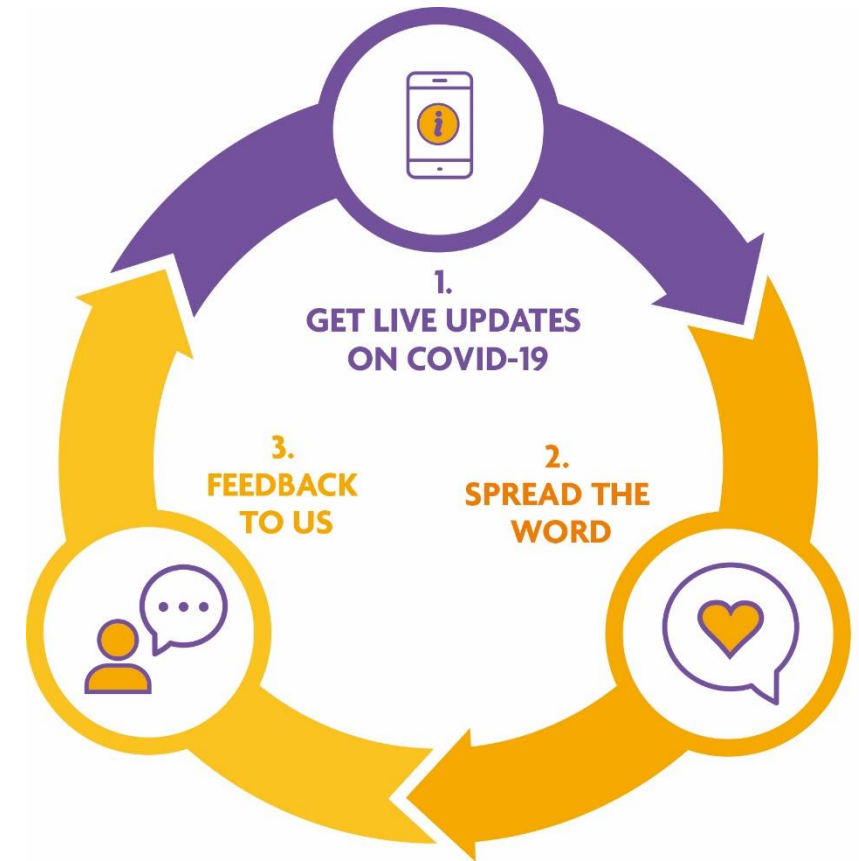 i
1.
GET LIVE UPDATES
ON COVID-19
2.
SPREAD THE
WORD
3.
FEEDBACK
TO US